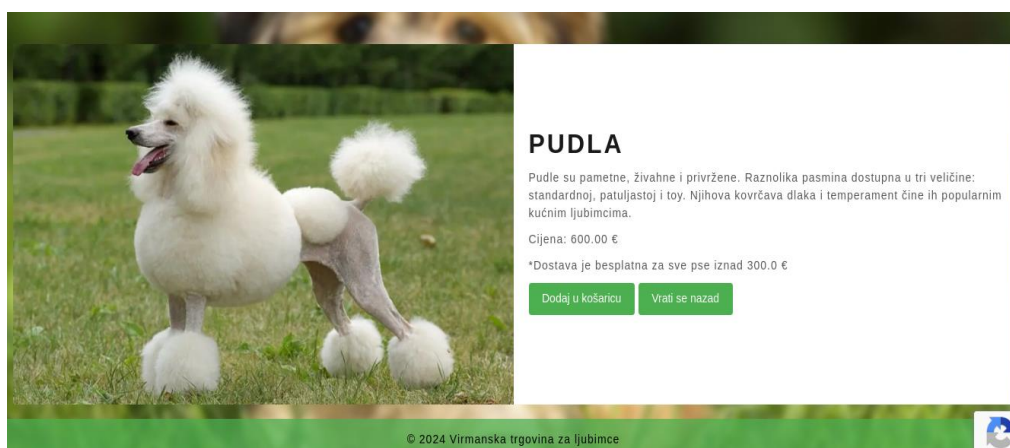 PUDLA
Pudle su pametne, živahne i privržene. Raznolika pasmina dostupna u tri veličine:
standardnoj, patuljastoj i toy. Njihova kovrčava dlaka i temperament čine ih popularnim
kućnim ljubimcima.
Cijena: 600.00 €
*Dostava je besplatna za sve pse iznad 300.0 €
Dodaj u košaricu Vrati se nazad
© 2024 Virmanska trgovina za ljubimce